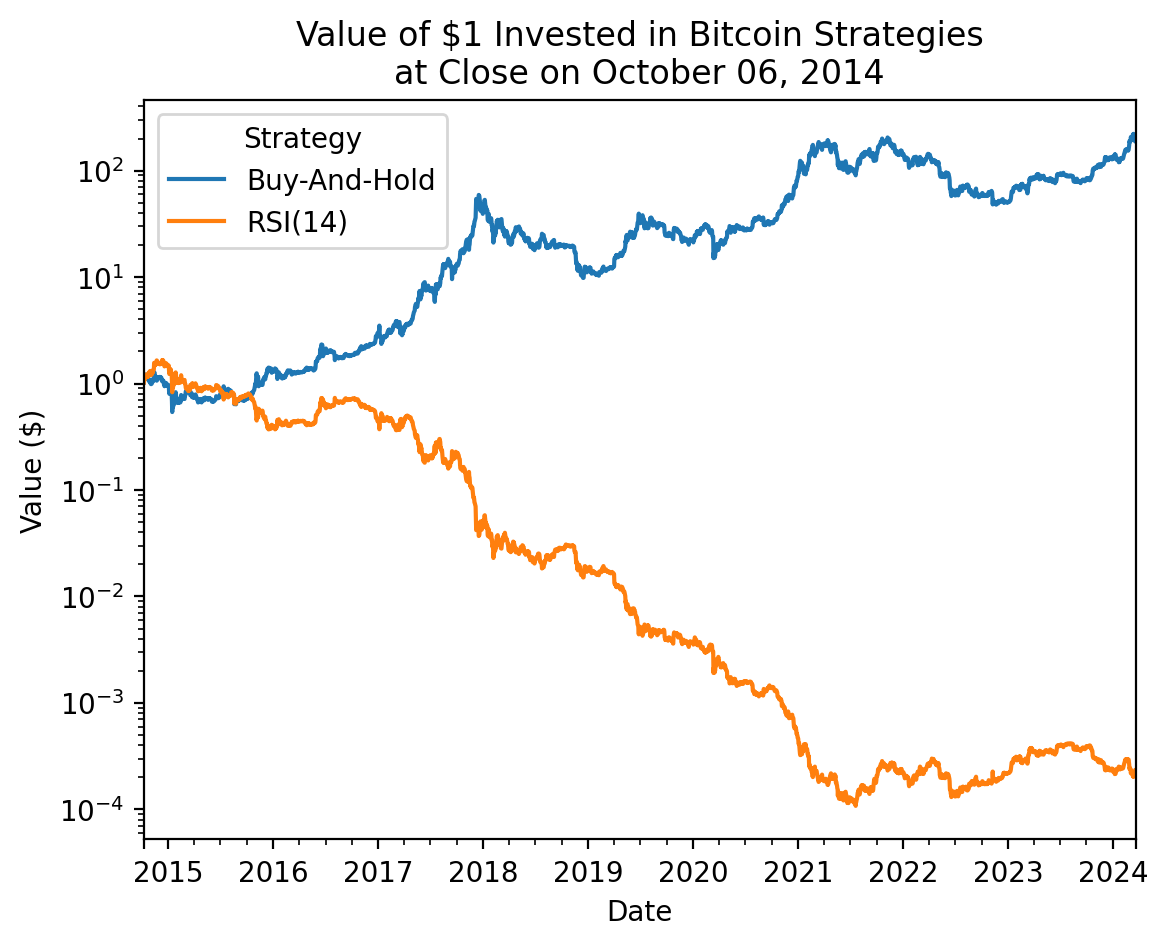 Value of $1 Invested in Bitcoin Strategies
at Close on October 06, 2014
Strategy
Buy-And-Hold
RSI(14)
Value ($)
10²
10¹
10⁰
10⁻¹
10⁻²
10⁻³
10⁻⁴
2015 2016 2017 2018 2019 2020 2021 2022 2023 2024
Date